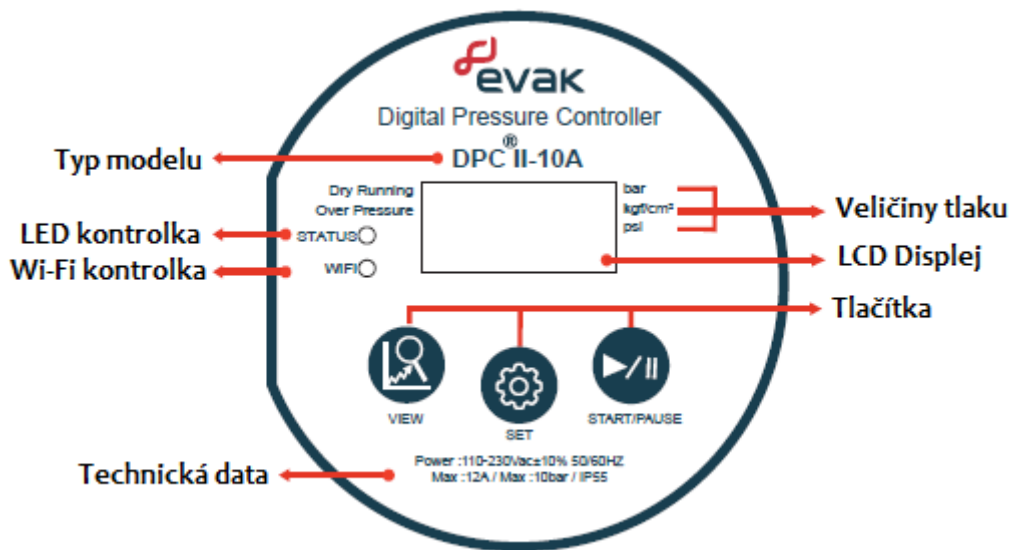 evak
Digital Pressure Controller
®
DPC II-10A
Typ modelu
Dry Running
Over Pressure
STATUS
WIFI
LED kontrolka
Wi-Fi kontrolka
bar
kgf/cm²
psi
Veličiny tlaku
LCD Displej
Tlačítka
VIEW
SET
START/PAUSE
Technická data
Power :110-230Vac±10% 50/60HZ
Max :12A / Max :10bar / IP55